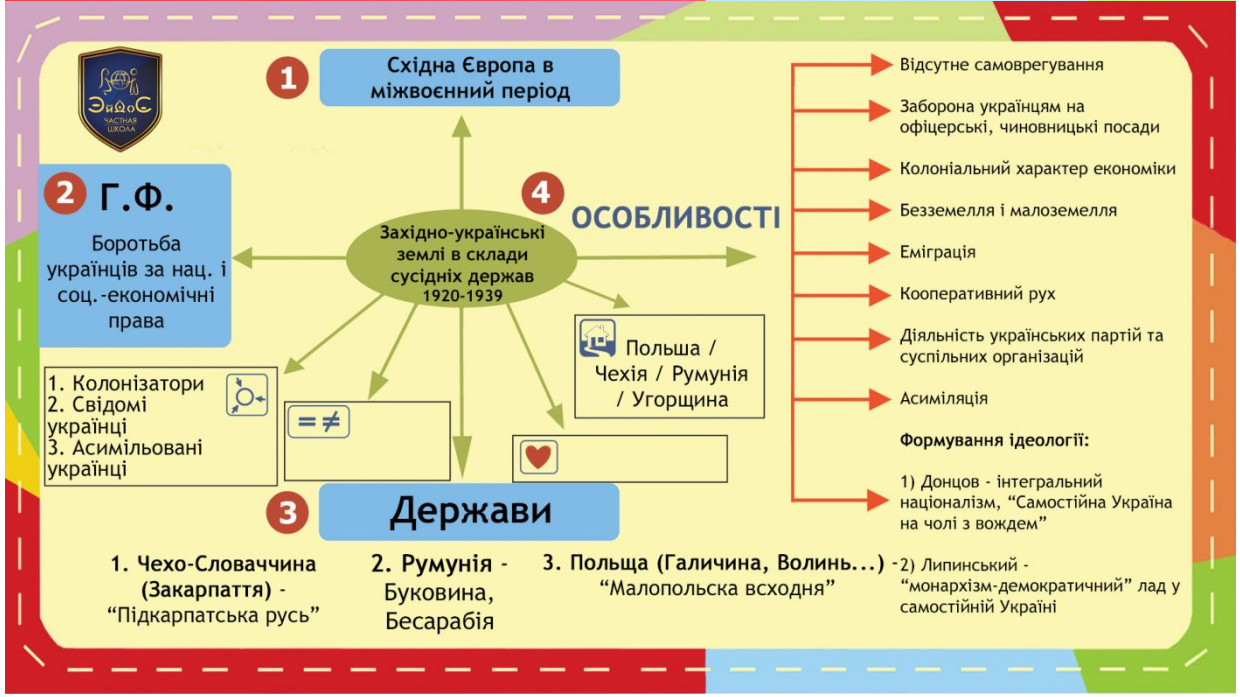 ЭйДоС
ЧАСТНАЯ
ШКОЛА
1
Східна Європа в
міжвоєнний період
2
Г.Ф.
Боротьба
українців за нац. і
соц.-економічні
права
Західно-українські
землі в склади
сусідніх держав
1920-1939
4
ОСОБЛИВОСТІ
Відсутне самоврегування
Заборона українцям на
офіцерські, чиновницькі посади
Колоніальний характер економіки
Безземелля і малоземелля
Еміграція
Кооперативний рух
Діяльність українських партій та
суспільних організацій
Асиміляція
Формування ідеології:
1) Донцов - інтегральний
націоналізм, “Самостійна Україна
на чолі з вождем”
2) Липинський -
“монархізм-демократичний” лад у
самостійній Україні
1. Колонізатори
2. Свідомі
українці
3. Асимільовані
українці
= ≠
Польша /
Чехія / Румунія
/ Угорщина
3
Держави
1. Чехо-Словаччина
(Закарпаття) -
“Підкарпатська русь”
2. Румунія -
Буковина,
Бесарабія
3. Польща (Галичина, Волинь...) -
“Малопольска всходня”